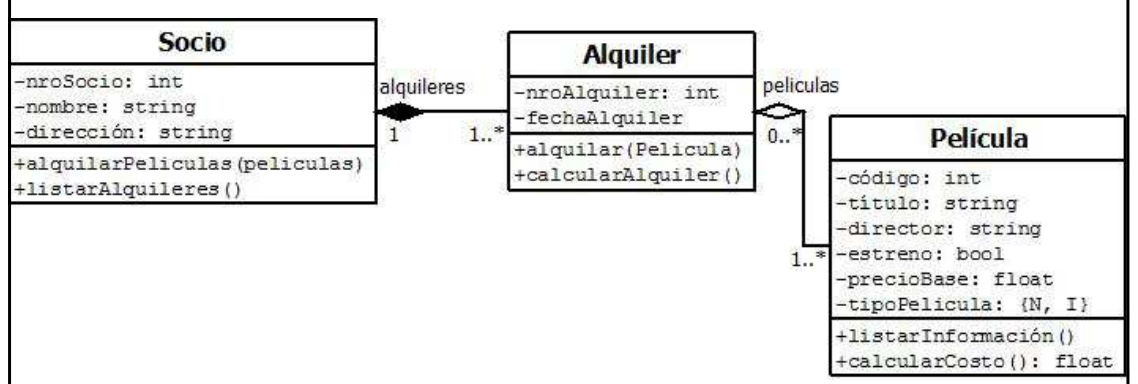 Socio
-nroSocio: int
-nombre: string
-dirección: string
+alquilarPeliculas(peliculas)
+listarAlquileres()
alquileres
1
1..*
Alquiler
-nroAlquiler: int
-fechaAlquiler
+alquilar(Pelicula)
+calcularAlquiler()
peliculas
0..*
1..*
Película
-código: int
-título: string
-director: string
-estreno: bool
-precioBase: float
-tipoPelicula: {N, I}
+listarInformación()
+calcularCosto(): float